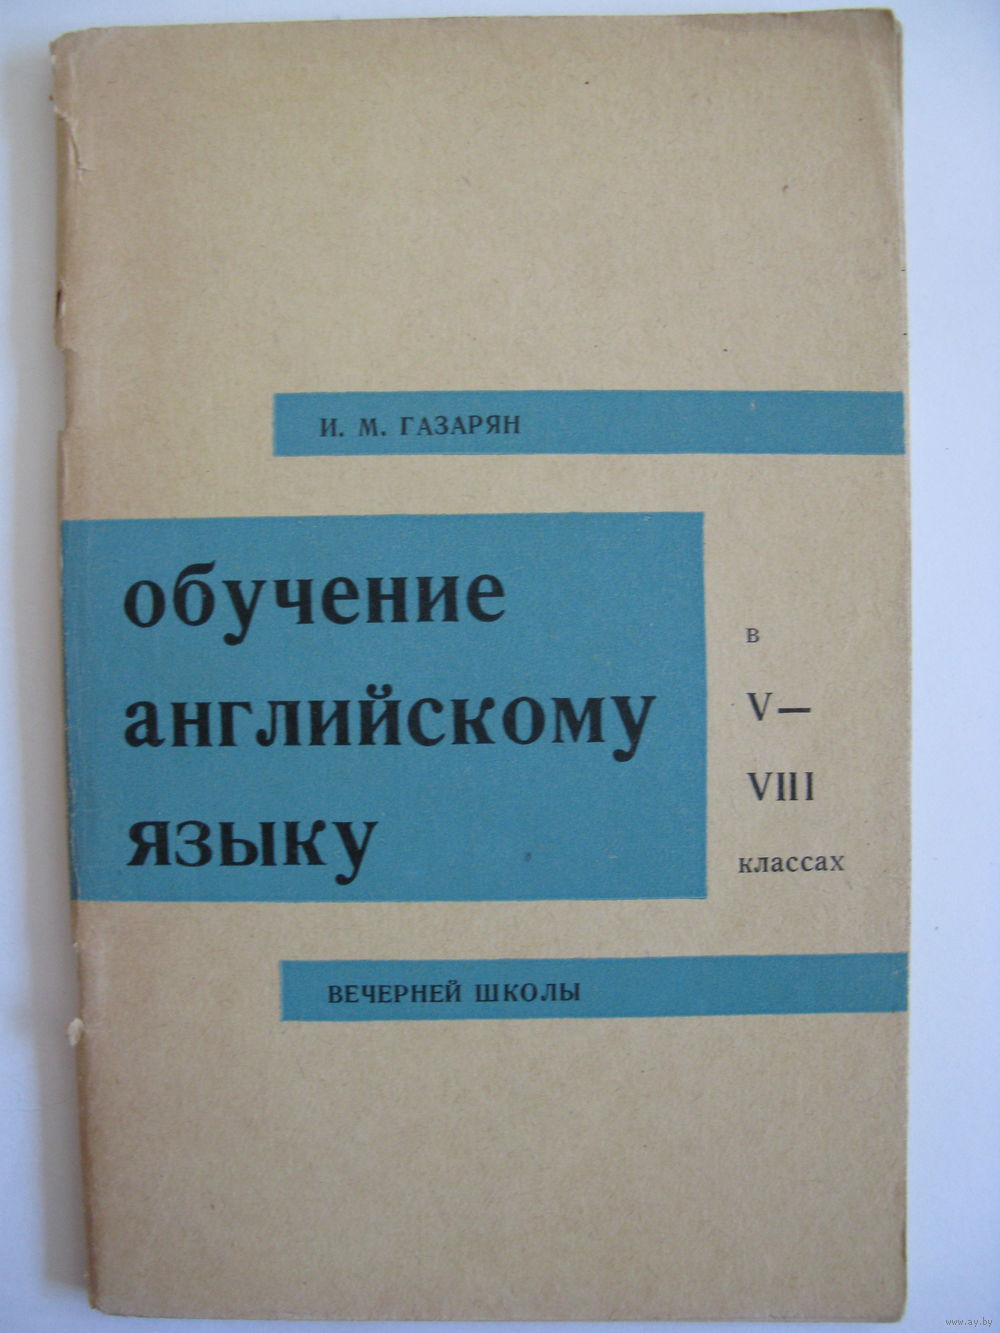 И. М. ГАЗАРЯН
обучение
английскому
языку
в
V—
VIII
классах
ВЕЧЕРНЕЙ ШКОЛЫ
www.ay.by